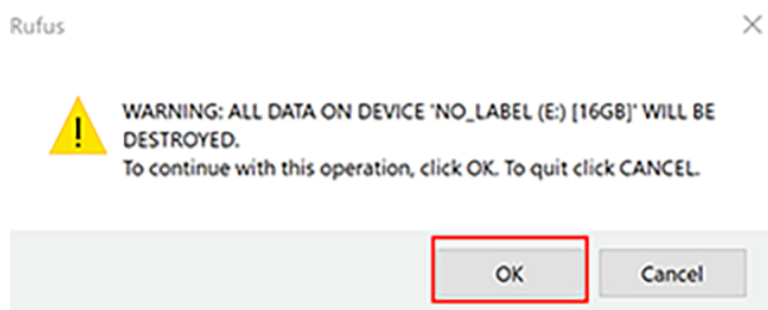 Rufus
WARNING: ALL DATA ON DEVICE 'NO_LABEL (E:) [16GB]' WILL BE
DESTROYED.
To continue with this operation, click OK. To quit click CANCEL.
OK Cancel